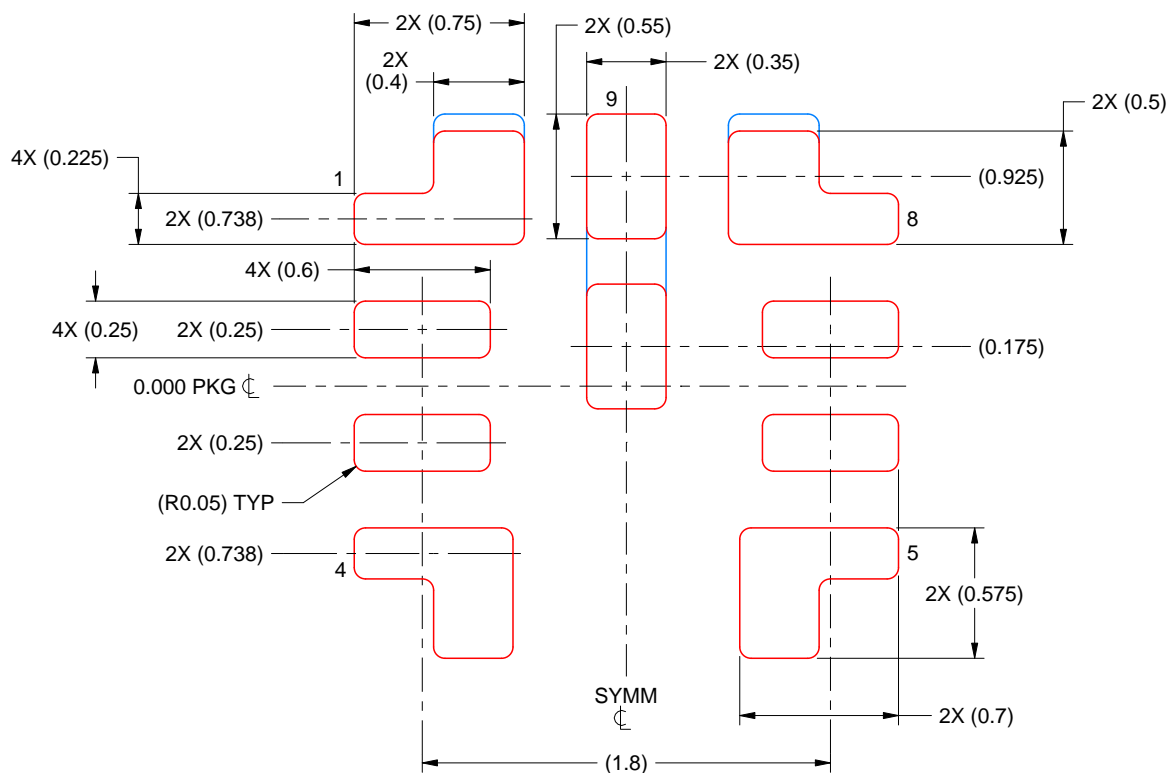 2X (0.75)
2X (0.55)
2X
(0.4)
2X (0.35)
9
2X (0.5)
4X (0.225)
1
(0.925)
2X (0.738)
8
4X (0.6)
4X (0.25)
2X (0.25)
(0.175)
0.000 PKG ℄
2X (0.25)
(R0.05) TYP
2X (0.738)
4
5
2X (0.575)
SYMM
℄
2X (0.7)
(1.8)